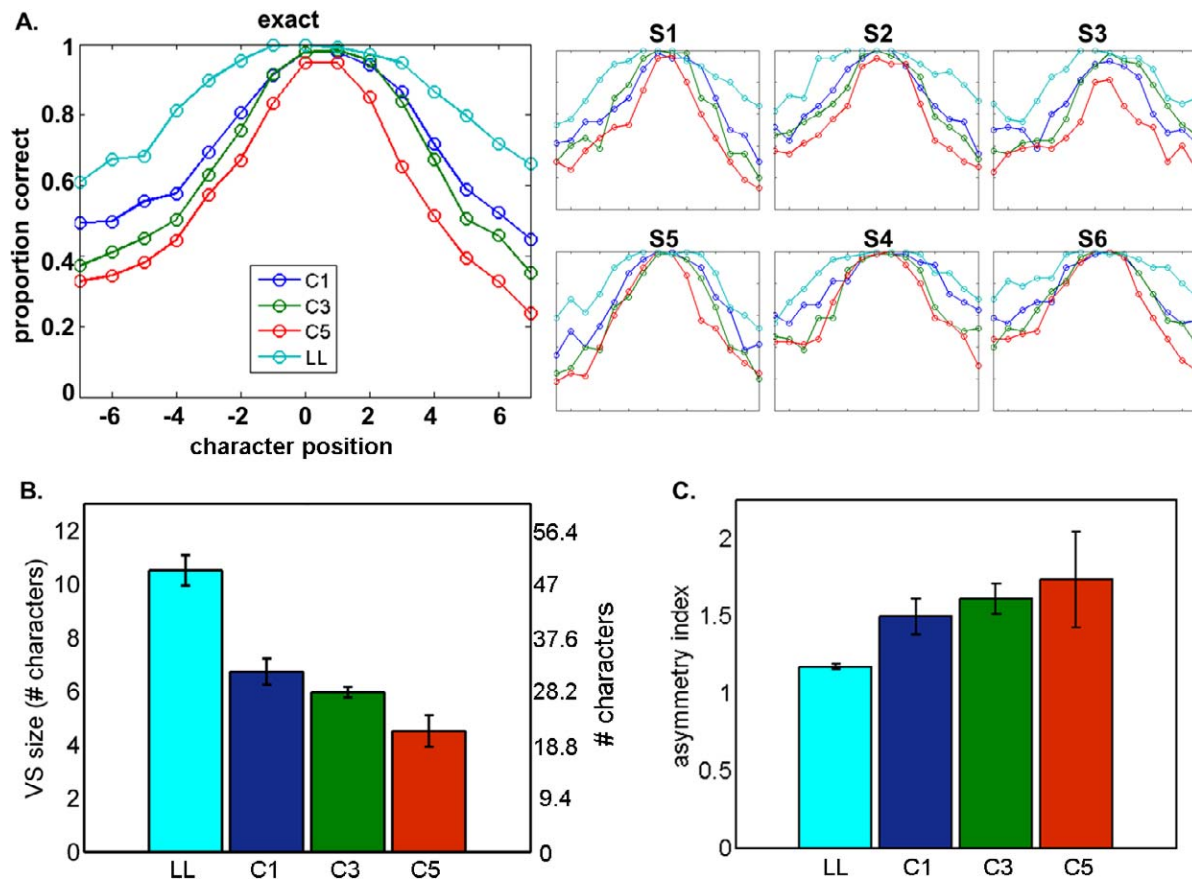 A.
exact
proportion correct
1
0.8
0.6
0.4
0.2
0
-6 -4 -2 0 2 4 6
character position
C1
C3
C5
LL
S1 S2 S3
S5 S4 S6
B.
VS size (# characters)
12
10
8
6
4
2
0
56.4
47
37.6
28.2
18.8
9.4
0
# characters
LL C1 C3 C5
C.
asymmetry index
2
1.5
1
0.5
0
LL C1 C3 C5